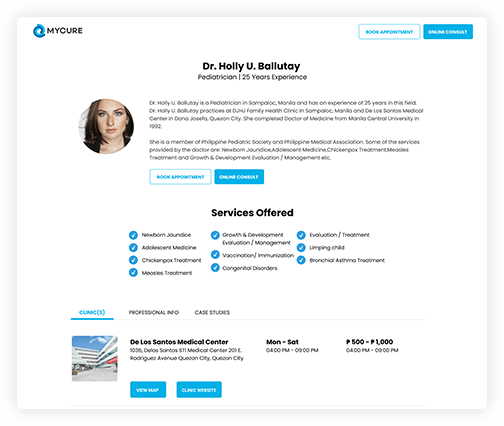 MYCURE
BOOK APPOINTMENT
ONLINE CONSULT
Dr. Holly U. Ballutay
Pediatrician | 25 Years Experience
Dr. Holly U. Ballutay is a Pediatrician in Sampaloc, Manila and has an experience of 25 years in this field.
Dr. Holly U. Ballutay practices at DJHU Family Health Clinic in Sampaloc, Manila and De Los Santos Medical
Center in Dona Josefa, Quezon City. She completed Doctor of Medicine from Manila Central University in
1992.
She is a member of Philippine Pediatric Society and Philippine Medical Association. Some of the services
provided by the doctor are: Newborn Jaundice,Adolescent Medicine,Chickenpox Treatment,Measles
Treatment and Growth & Development Evaluation / Management etc.
BOOK APPOINTMENT
ONLINE CONSULT
Services Offered
Newborn Jaundice
Adolescent Medicine
Chickenpox Treatment
Measles Treatment
Growth & Development
Evaluation / Management
Vaccination/ Immunization
Congenital Disorders
Evaluation / Treatment
Limping child
Bronchial Asthma Treatment
CLINIC(S)
PROFESSIONAL INFO
CASE STUDIES
De Los Santos Medical Center
1038, Delos Santos STI Medical Center 201 E.
Rodriguez Avenue Quezon City, Quezon City
Mon - Sat
04:00 PM - 09:00 PM
₱ 500 - ₱ 1,000
04:00 PM - 09:00 PM
VIEW MAP
CLINIC WEBSITE